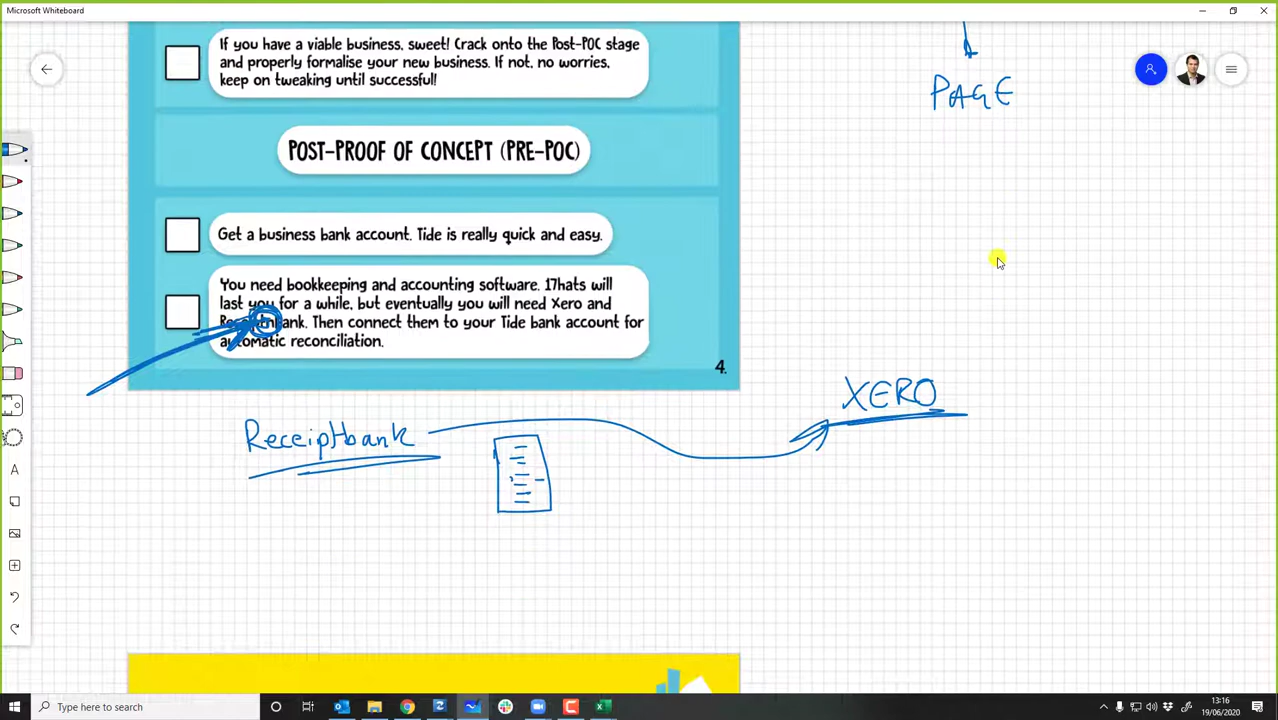 Microsoft Whiteboard
If you have a viable business, sweet! Crack onto the Post-POC stage
and properly formalise your new business. If not, no worries,
keep on tweaking until successful!
PAGE
POST-PROOF OF CONCEPT (PRE-POC)
Get a business bank account. Tide is really quick and easy.
You need bookkeeping and accounting software. 17hats will
last you for a while, but eventually you will need Xero and
Receiptbank. Then connect them to your Tide bank account for
automatic reconciliation.
4.
XERO
Receiptbank
A
Type here to search
13:16
19/06/2020